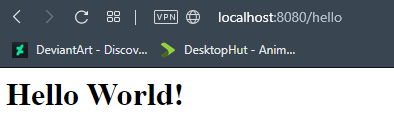 VPN localhost:8080/hello
DeviantArt - Discov... DesktopHut - Anim...
Hello World!